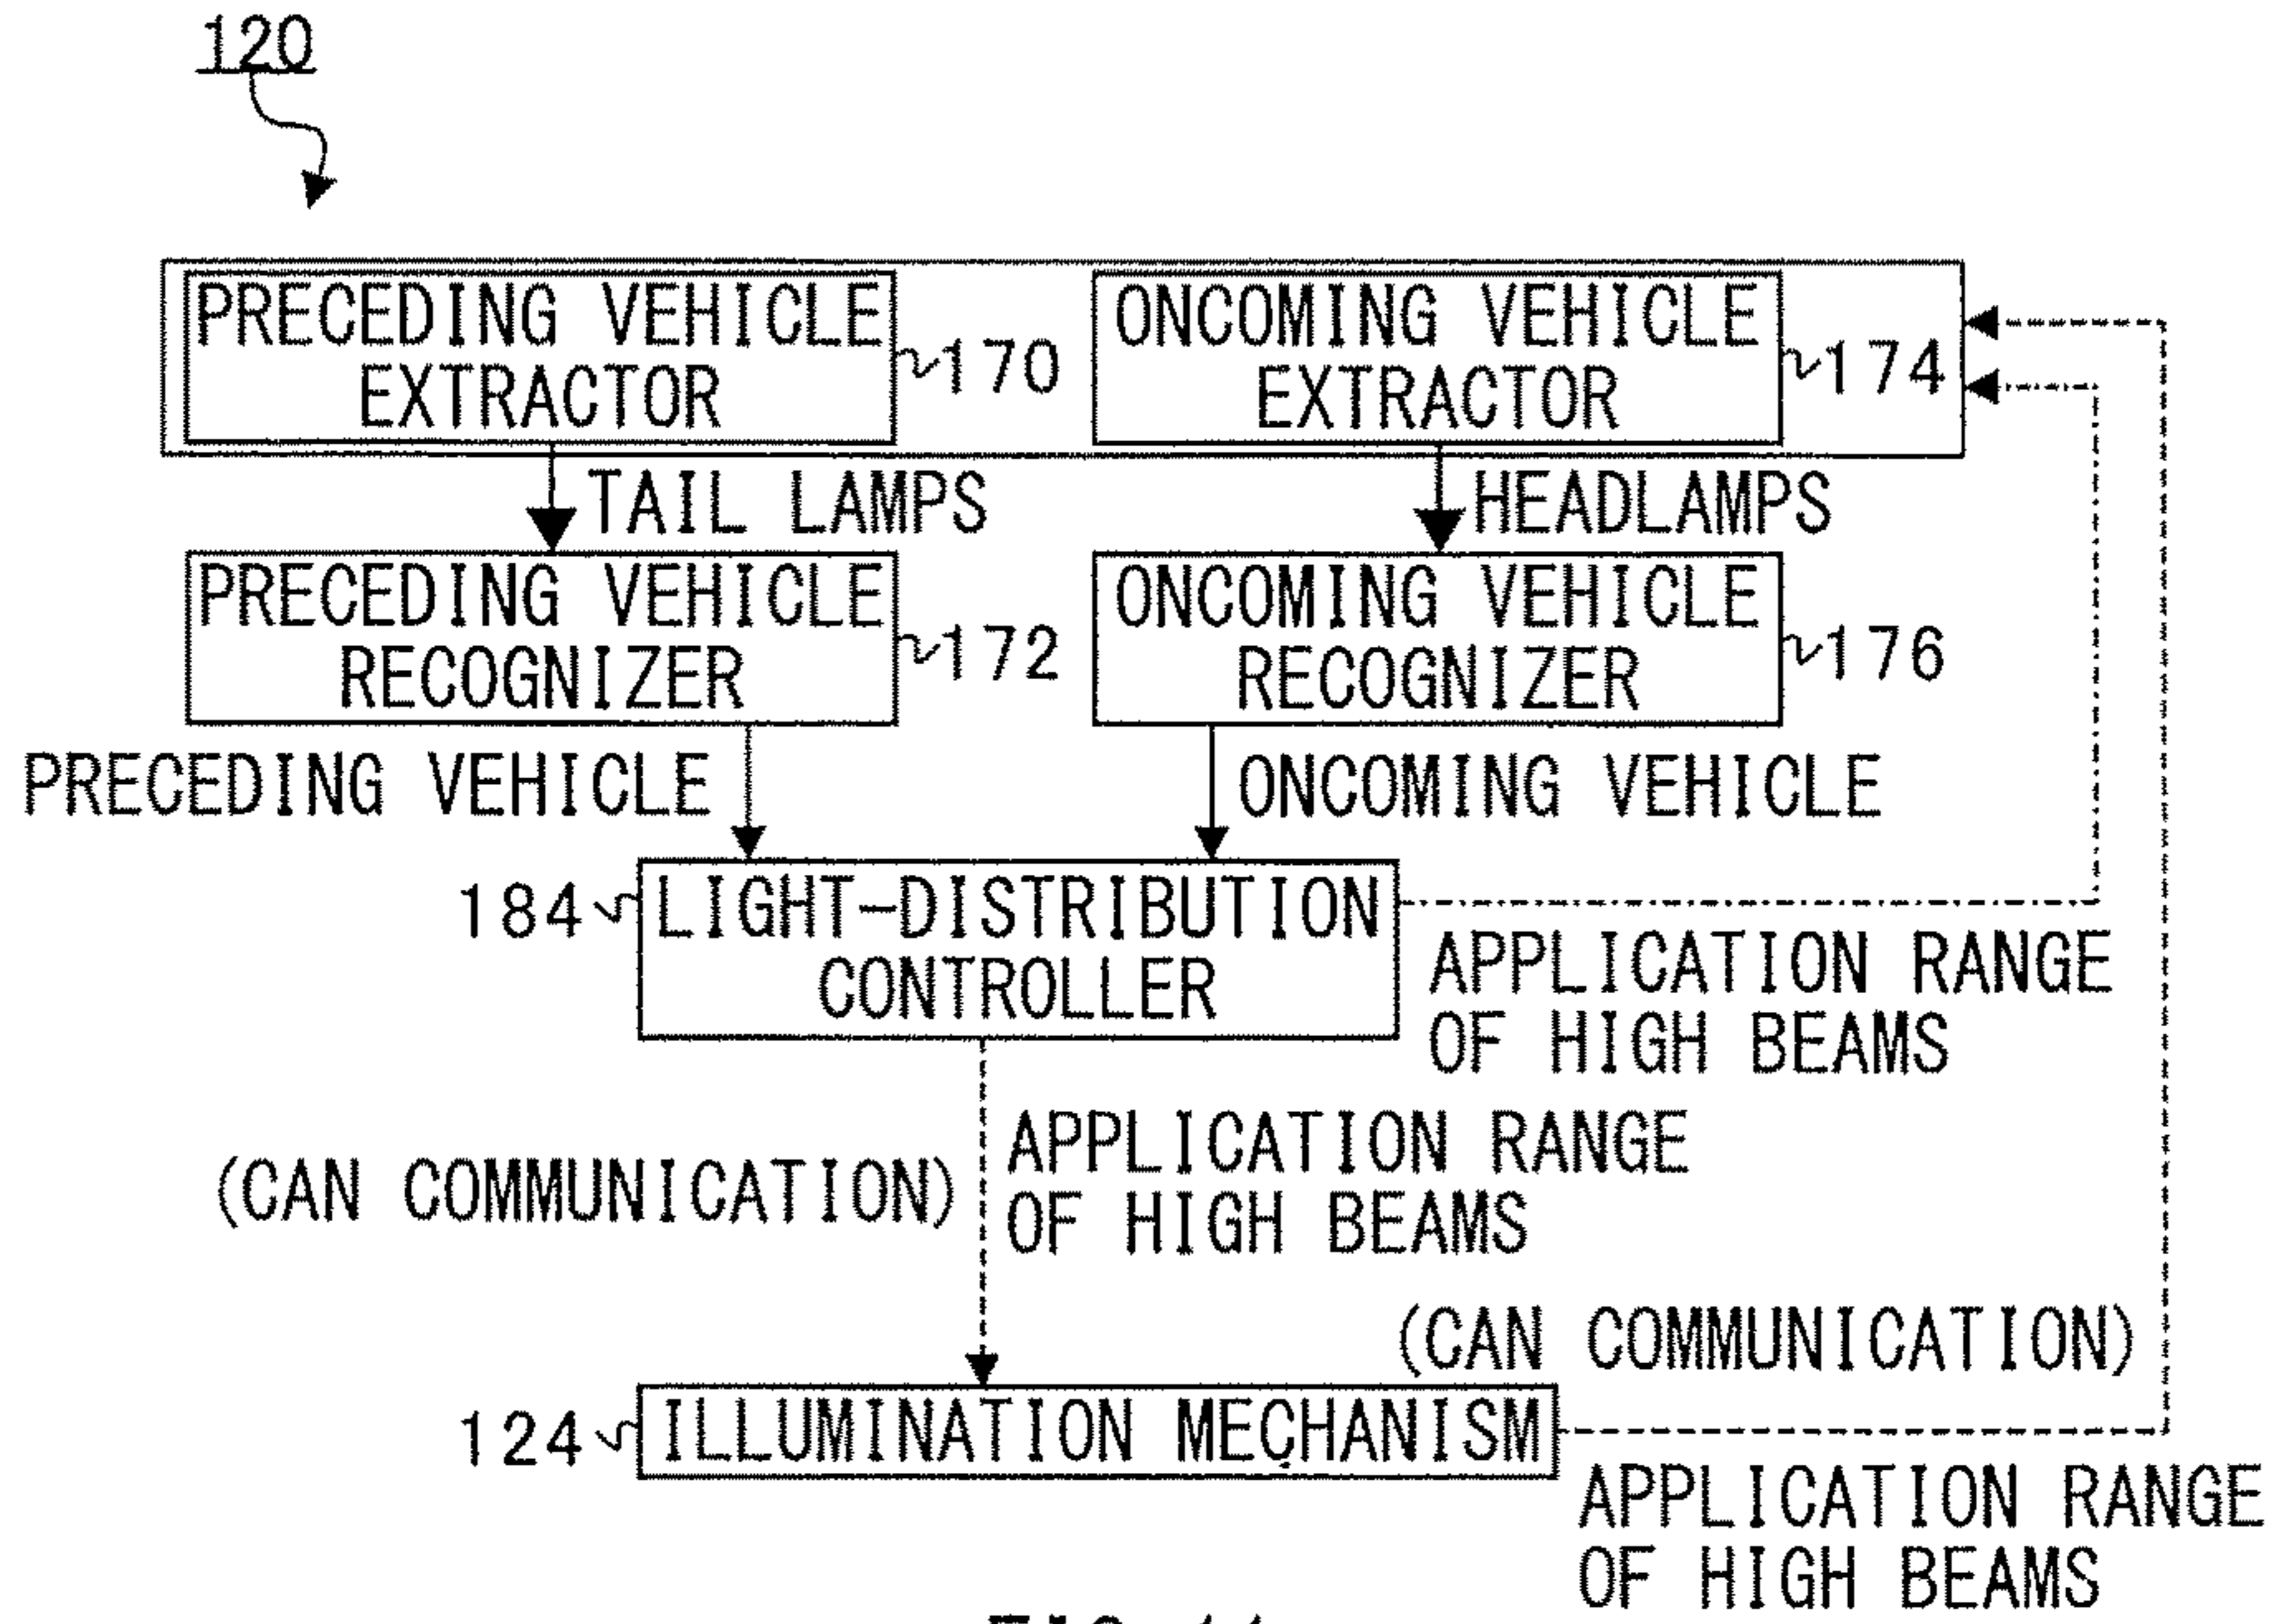 120
PRECEDING VEHICLE
EXTRACTOR
170
ONCOMING VEHICLE
EXTRACTOR
174
TAIL LAMPS
HEADLAMPS
PRECEDING VEHICLE
RECOGNIZER
172
ONCOMING VEHICLE
RECOGNIZER
176
PRECEDING VEHICLE
ONCOMING VEHICLE
184
LIGHT-DISTRIBUTION
CONTROLLER
APPLICATION RANGE
OF HIGH BEAMS
(CAN COMMUNICATION)
APPLICATION RANGE
OF HIGH BEAMS
(CAN COMMUNICATION)
124
ILLUMINATION MECHANISM
APPLICATION RANGE
OF HIGH BEAMS